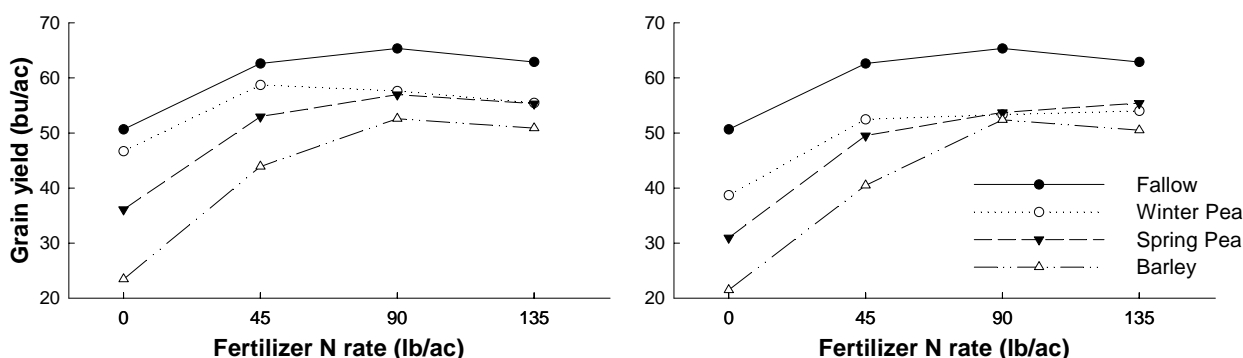 Grain yield (bu/ac)
70
60
50
40
30
20
0
45
90
135
Fertilizer N rate (lb/ac)
70
60
50
40
30
20
0
45
90
135
Fertilizer N rate (lb/ac)
Fallow
Winter Pea
Spring Pea
Barley